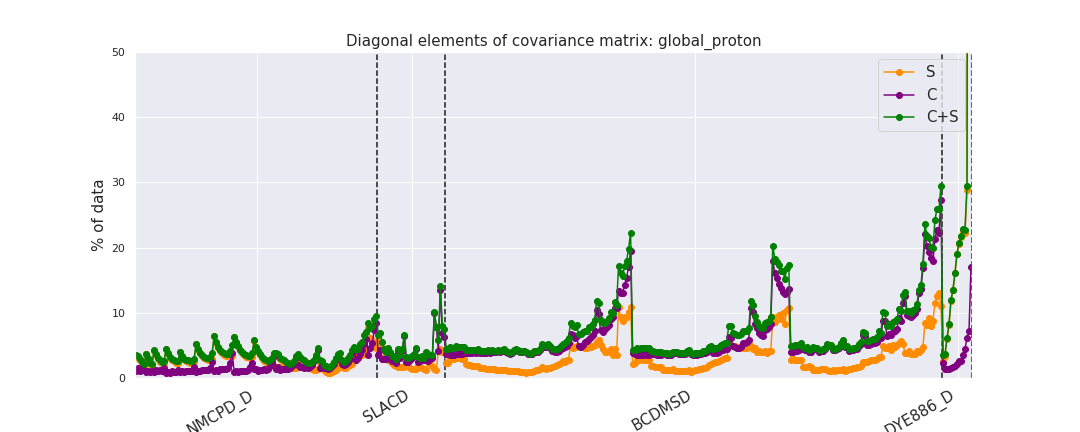 Diagonal elements of covariance matrix: global_proton
50
40
30
20
10
0
% of data
S
C
C+S
NMCPD_D
SLACD
BCDMSD
DYE886_D